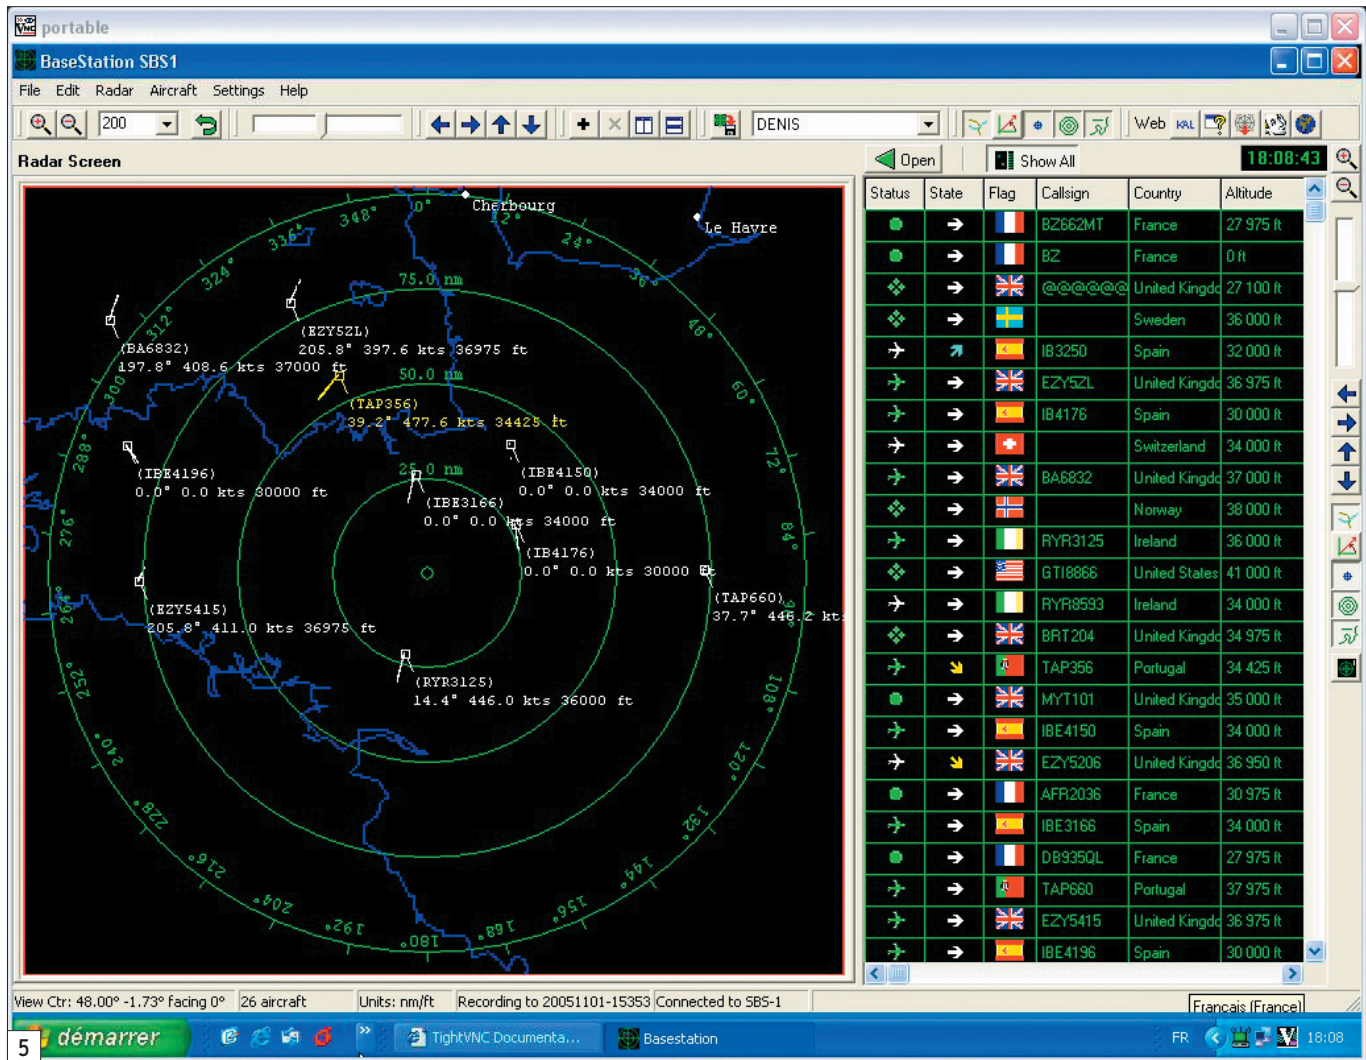 portable
BaseStation SBS1
File Edit Radar Aircraft Settings Help
200
DENIS
Web KAL
Radar Screen
Open
Show All
18:08:43
Status State Flag Callsign Country Altitude
BZ662MT France 27 975 ft
BZ France 0 ft
@@@@@@ United Kingdo 27 100 ft
Sweden 36 000 ft
IB3250 Spain 32 000 ft
EZY5ZL United Kingdo 36 975 ft
IB4176 Spain 30 000 ft
Switzerland 34 000 ft
BA6832 United Kingdo 37 000 ft
Norway 38 000 ft
RYR3125 Ireland 36 000 ft
GTI8866 United States 41 000 ft
RYR8593 Ireland 34 000 ft
BRT204 United Kingdo 34 975 ft
TAP356 Portugal 34 425 ft
MYT101 United Kingdo 35 000 ft
IBE4150 Spain 34 000 ft
EZY5206 United Kingdo 36 950 ft
AFR2036 France 30 975 ft
IBE3166 Spain 34 000 ft
DB935QL France 27 975 ft
TAP660 Portugal 37 975 ft
EZY5415 United Kingdo 36 975 ft
IBE4196 Spain 30 000 ft
Cherbourg
Le Havre
0°
12°
24°
36°
48°
60°
72°
84°
96°
108°
120°
132°
144°
156°
168°
180°
192°
204°
216°
228°
240°
252°
264°
276°
288°
300°
312°
324°
336°
348°
75.0 nm
50.0 nm
25.0 nm
(BA6832)
197.8° 408.6 kts 37000 ft
(EZY5ZL)
205.8° 397.6 kts 36975 ft
(TAP356)
39.2° 477.6 kts 34425 ft
(IBE4196)
0.0° 0.0 kts 30000 ft
(IBE4150)
0.0° 0.0 kts 34000 ft
(IBE3166)
0.0° 0.0 kts 34000 ft
(IB4176)
0.0° 0.0 kts 30000 ft
(TAP660)
37.7° 446.2 kts
(EZY5415)
205.8° 411.0 kts 36975 ft
(RYR3125)
14.4° 446.0 kts 36000 ft
View Ctr: 48.00° -1.73° facing 0° 26 aircraft Units: nm/ft Recording to 20051101-15353 Connected to SBS-1
Français (France)
5
démarrer
TightVNC Documenta...
Basestation
FR
18:08